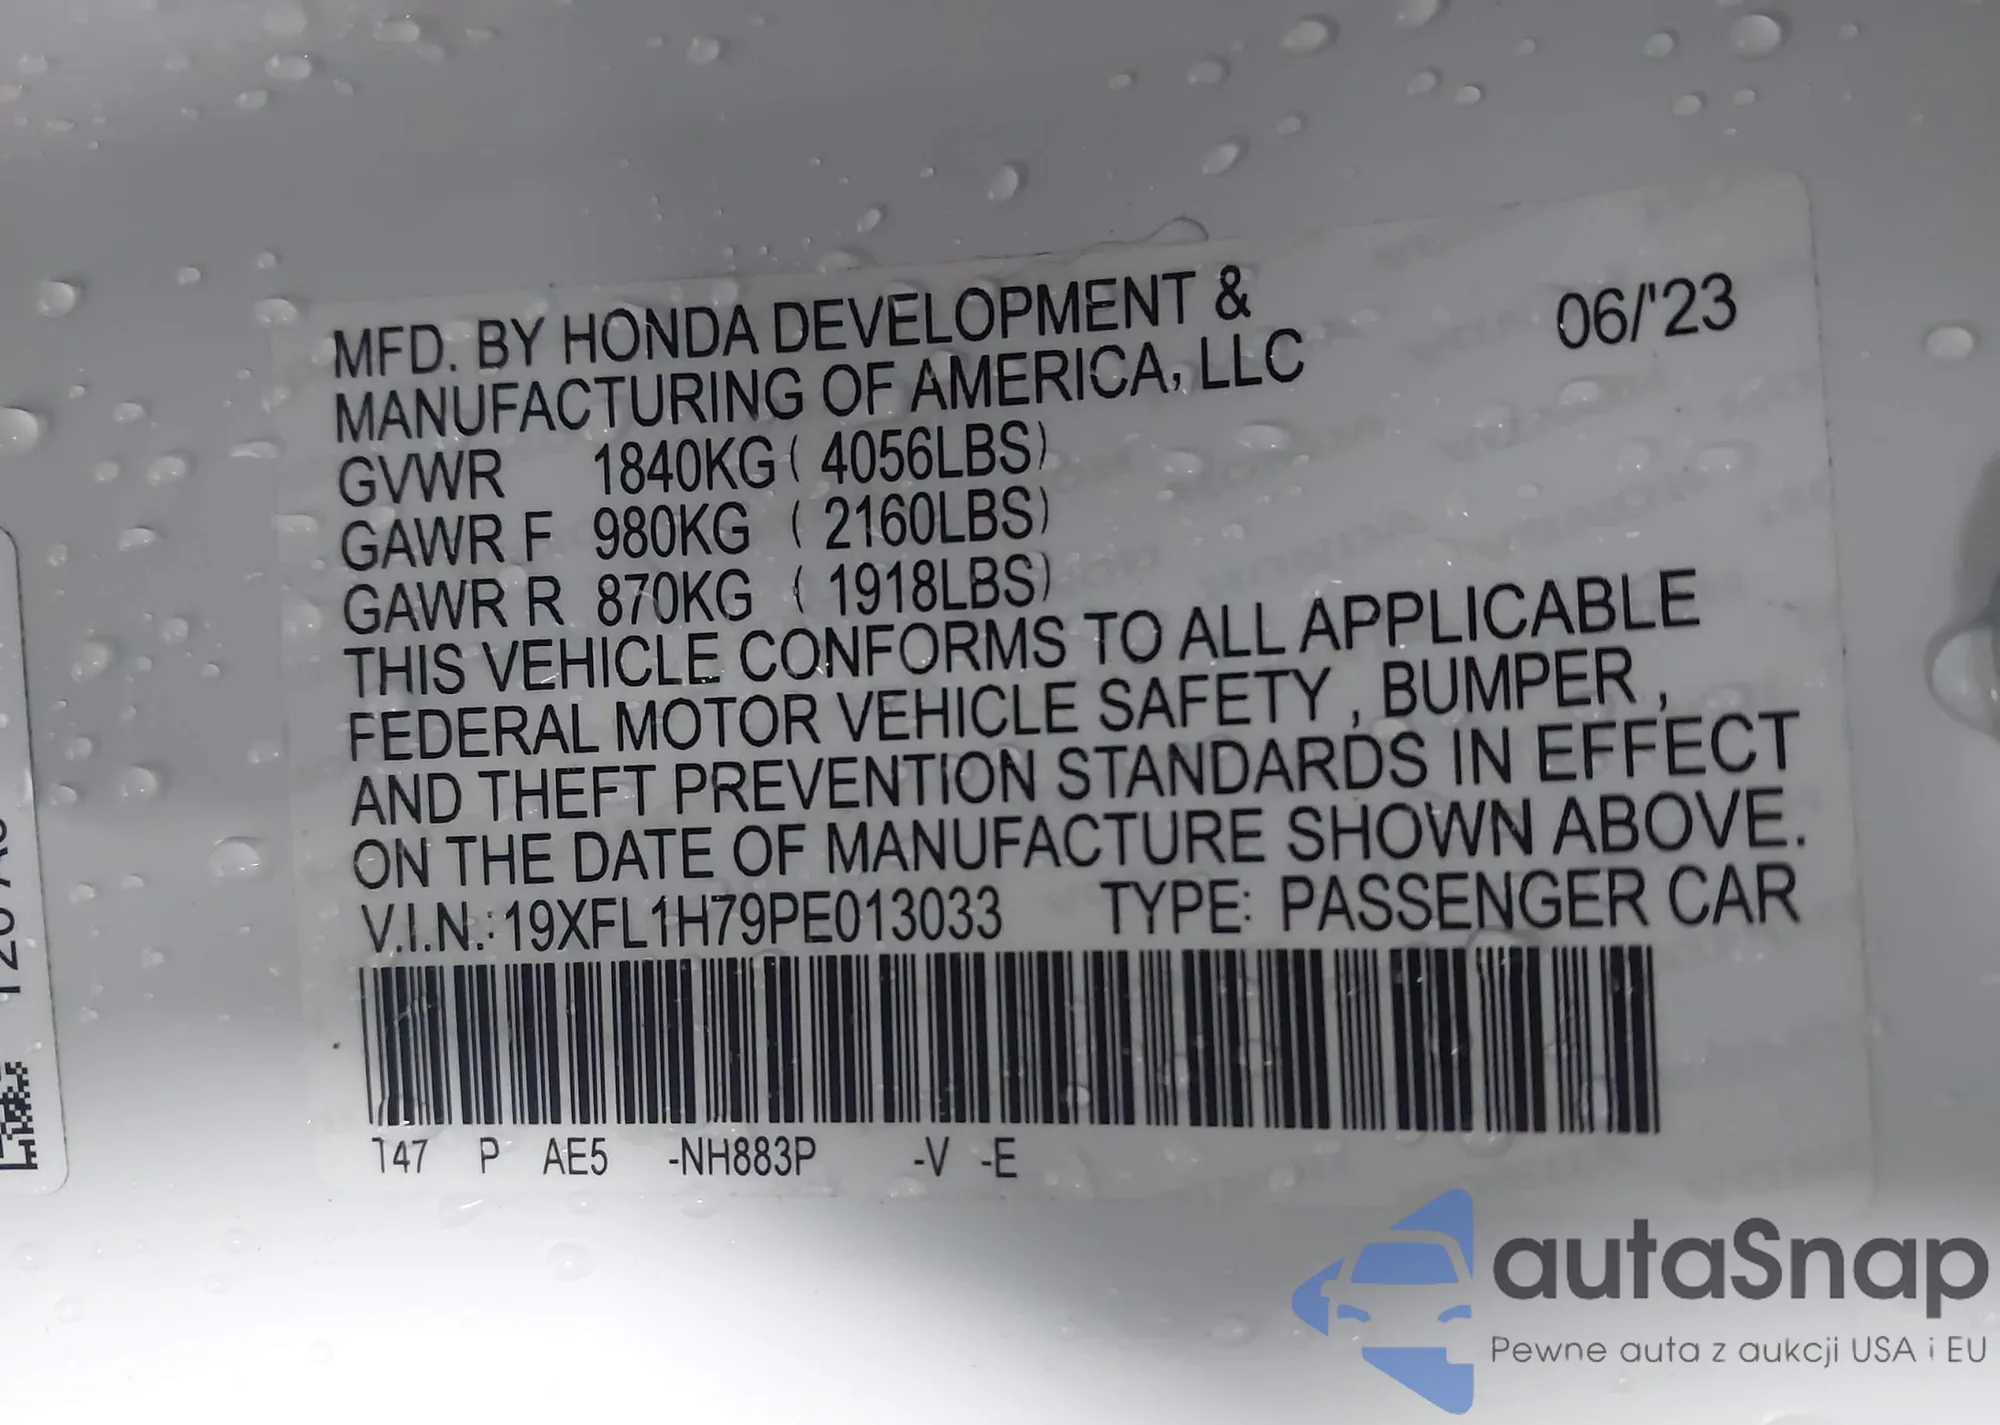 MFD. BY HONDA DEVELOPMENT &
MANUFACTURING OF AMERICA, LLC
06/'23
GVWR 1840KG ( 4056LBS)
GAWR F 980KG ( 2160LBS)
GAWR R 870KG ( 1918LBS)
THIS VEHICLE CONFORMS TO ALL APPLICABLE
FEDERAL MOTOR VEHICLE SAFETY , BUMPER ,
AND THEFT PREVENTION STANDARDS IN EFFECT
ON THE DATE OF MANUFACTURE SHOWN ABOVE.
V.I.N.: 19XFL1H79PE013033 TYPE: PASSENGER CAR
147 P AE5 -NH883P -V -E
autaSnap
Pewne auta z aukcji USA i EU